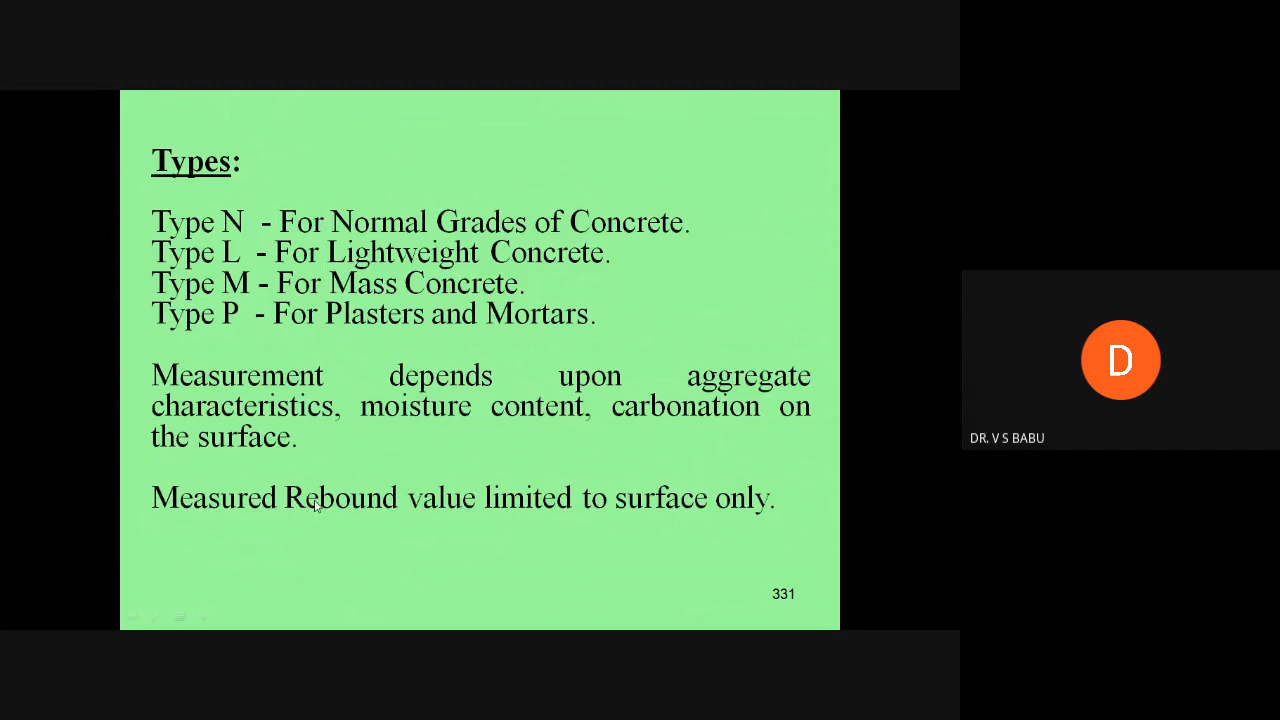 Types:
Type N - For Normal Grades of Concrete.
Type L - For Lightweight Concrete.
Type M - For Mass Concrete.
Type P - For Plasters and Mortars.
Measurement depends upon aggregate
characteristics, moisture content, carbonation on
the surface.
Measured Rebound value limited to surface only.
331
D
DR. V S BABU